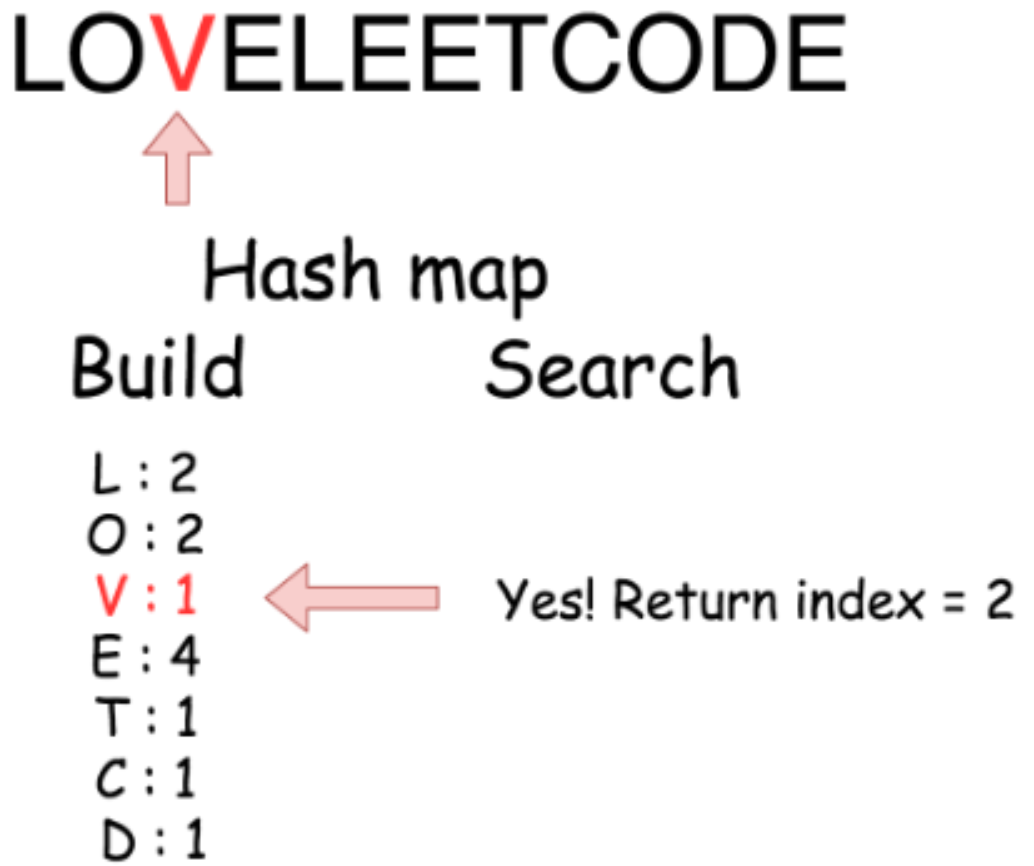 LOVELEETCODE
Hash map
Build Search
L : 2
O : 2
V : 1 Yes! Return index = 2
E : 4
T : 1
C : 1
D : 1